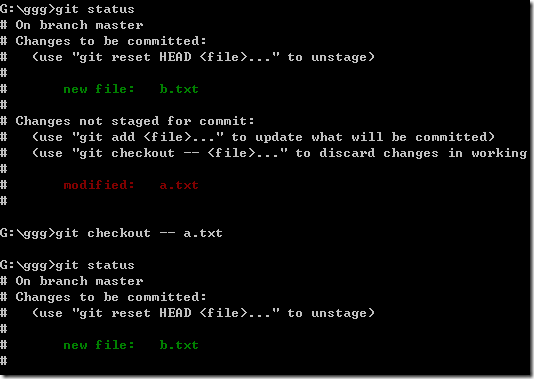 G:\ggg>git status
# On branch master
# Changes to be committed:
#   (use "git reset HEAD <file>..." to unstage)
#
#       new file:   b.txt
#
# Changes not staged for commit:
#   (use "git add <file>..." to update what will be committed)
#   (use "git checkout -- <file>..." to discard changes in working
#
#       modified:   a.txt
#
G:\ggg>git checkout -- a.txt
G:\ggg>git status
# On branch master
# Changes to be committed:
#   (use "git reset HEAD <file>..." to unstage)
#
#       new file:   b.txt
#